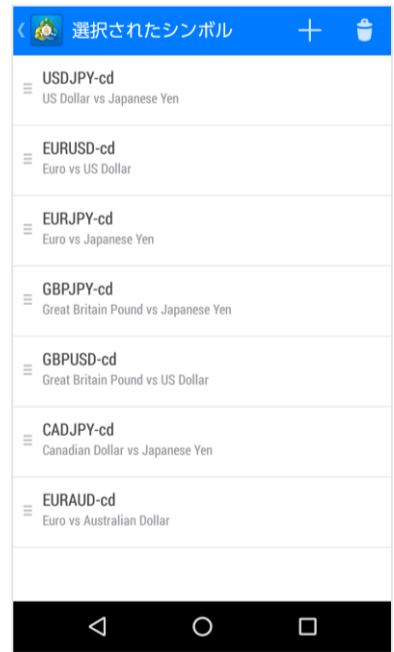 選択されたシンボル
USDJPY-cd
US Dollar vs Japanese Yen
EURUSD-cd
Euro vs US Dollar
EURJPY-cd
Euro vs Japanese Yen
GBPJPY-cd
Great Britain Pound vs Japanese Yen
GBPUSD-cd
Great Britain Pound vs US Dollar
CADJPY-cd
Canadian Dollar vs Japanese Yen
EURAUD-cd
Euro vs Australian Dollar